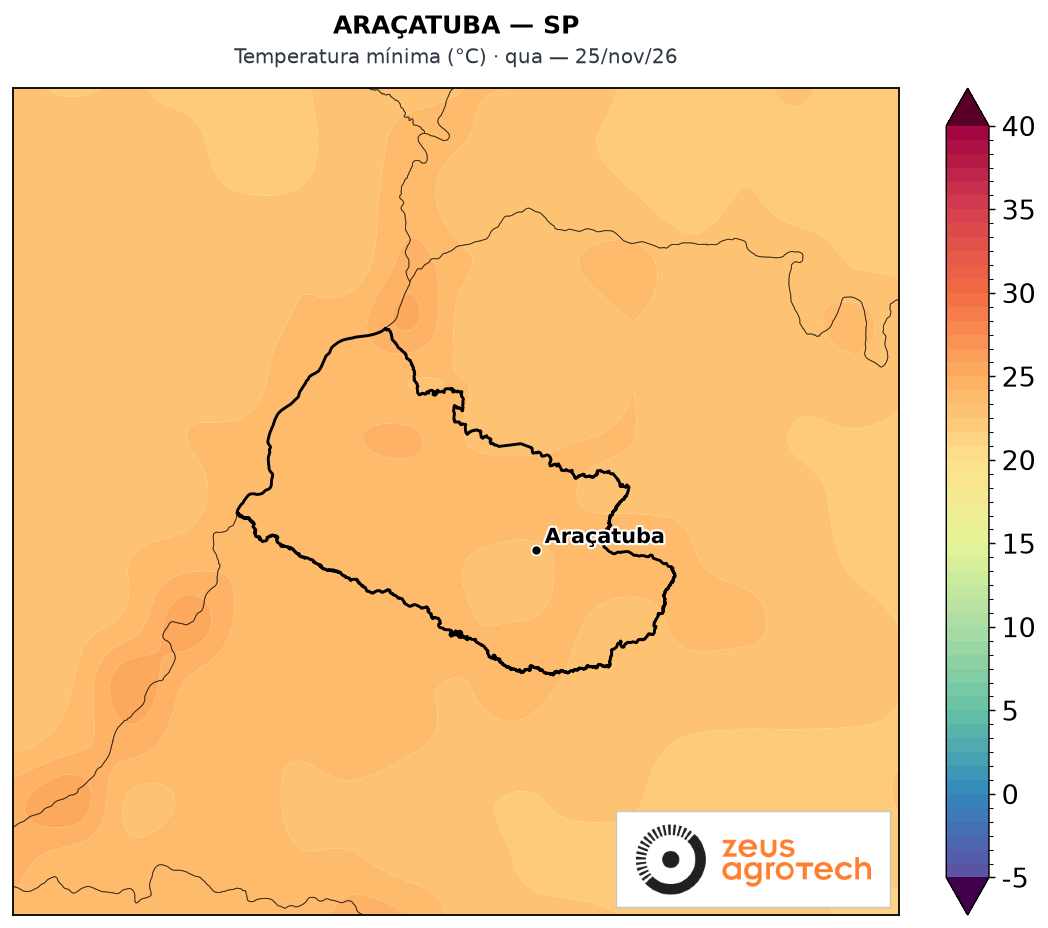 ARAÇATUBA — SP
Temperatura mínima (°C) · qua — 25/nov/26
40
35
30
25
20
15
10
5
0
-5
Araçatuba
zeus
agrotech